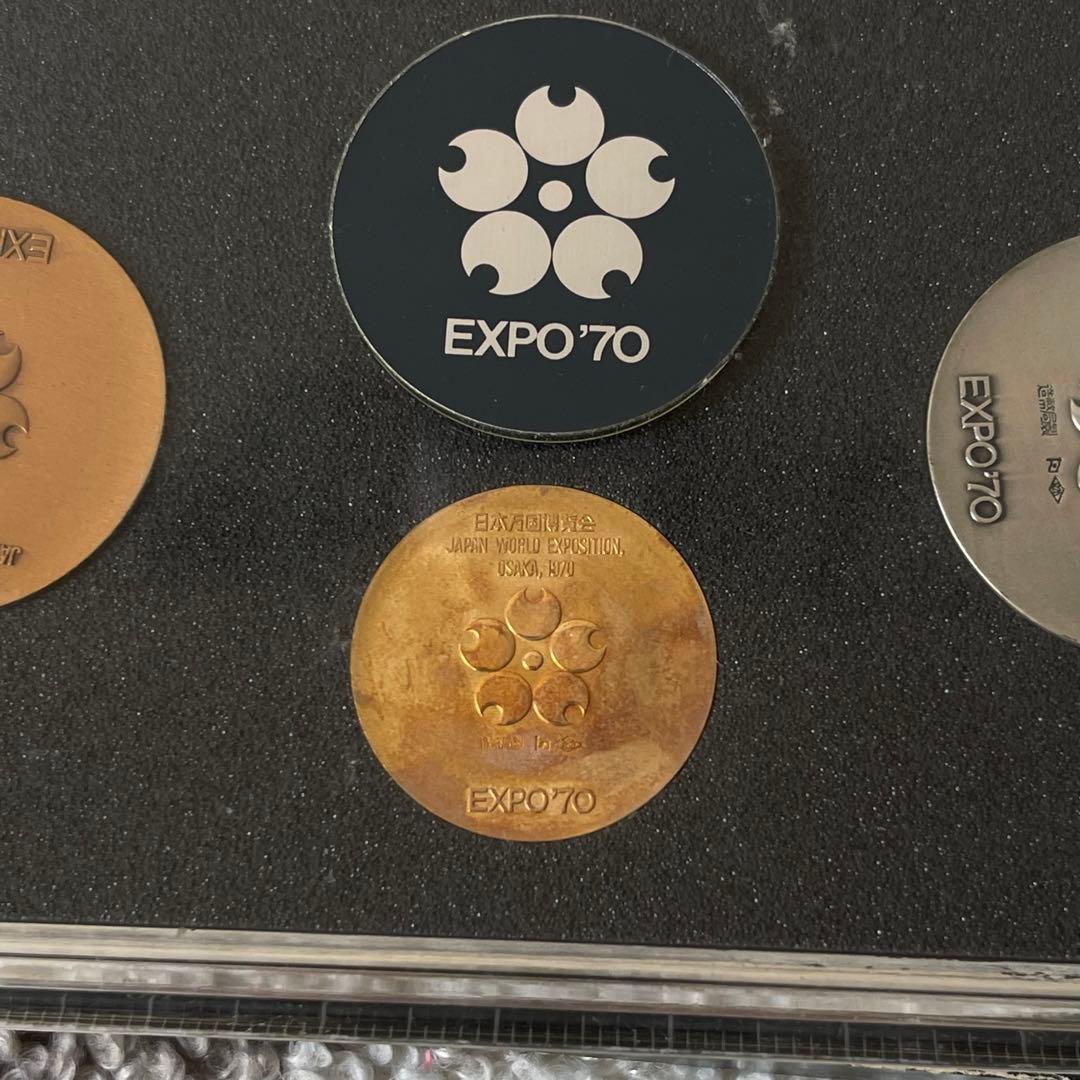 EXPO'70
日本万国博覧会
JAPAN WORLD EXPOSITION,
OSAKA, 1970
EXPO'70
EXPO'70